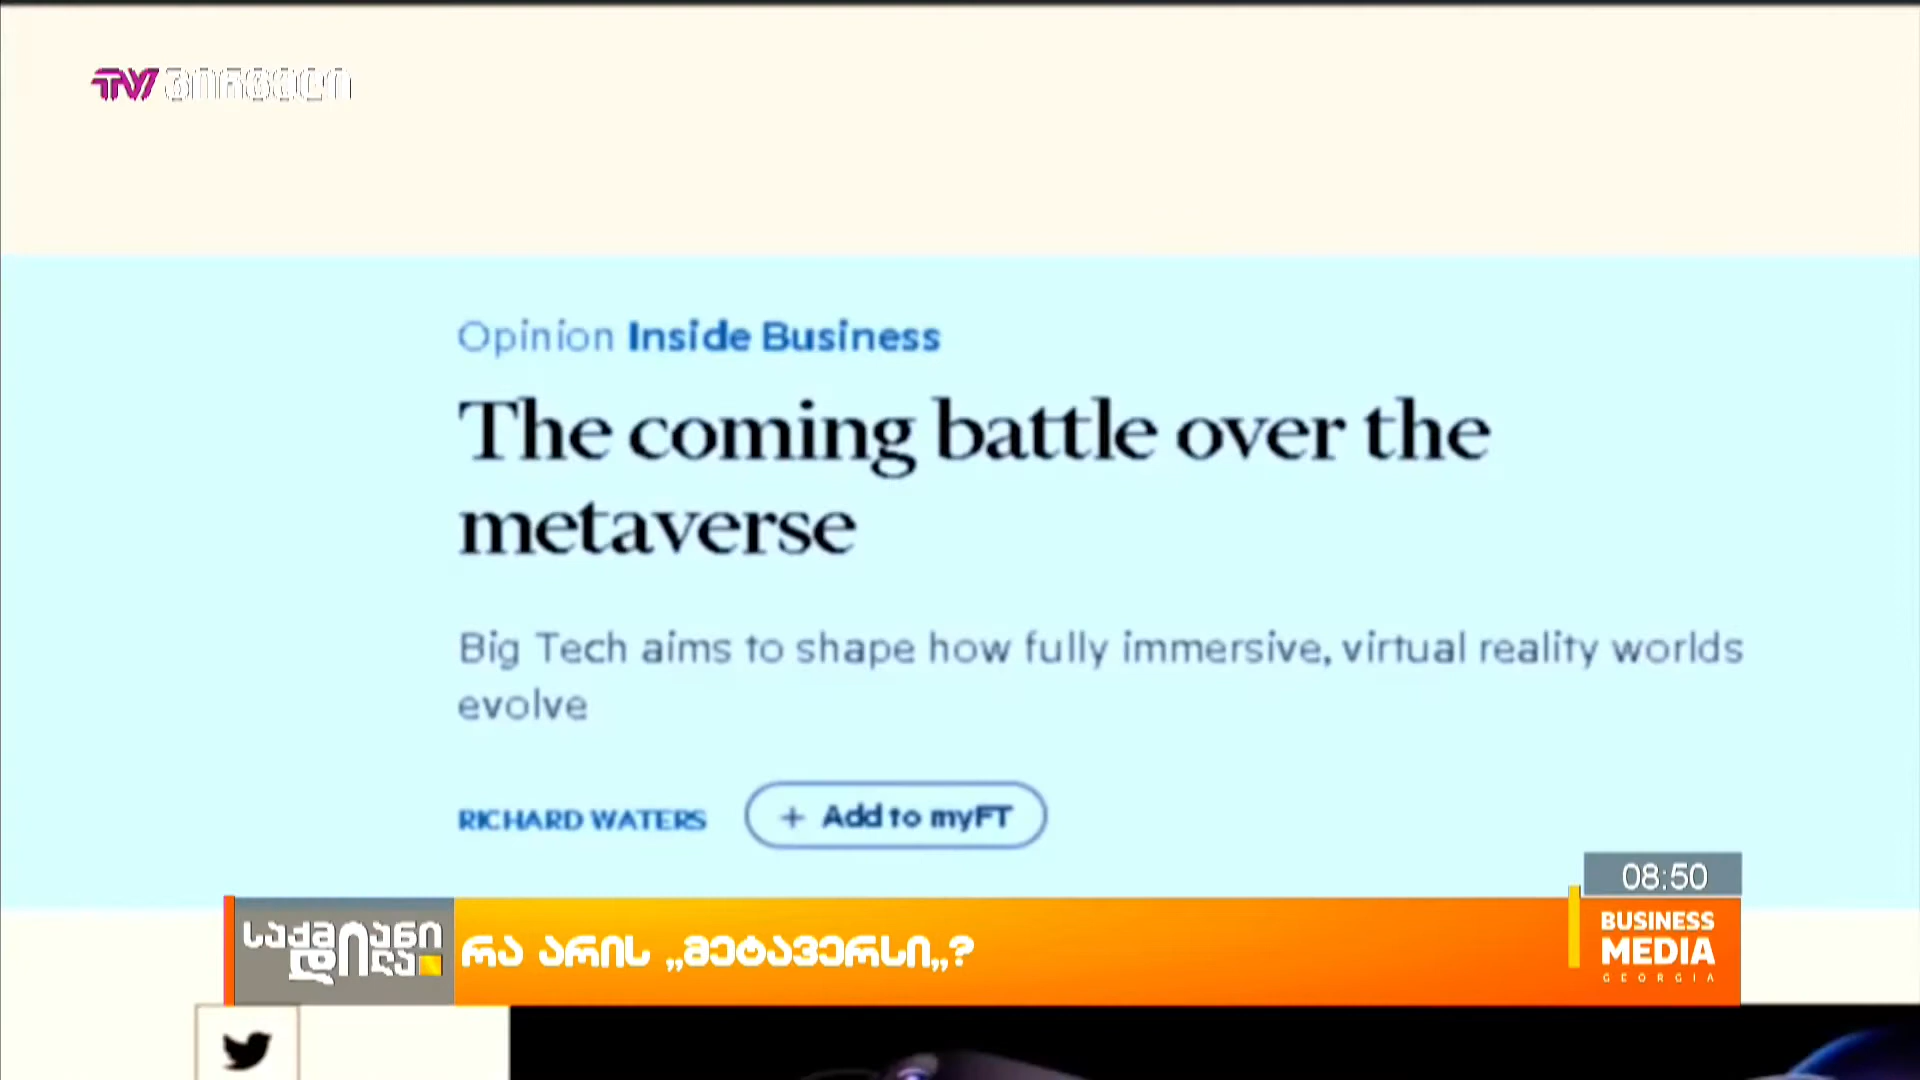 TV პირველი
Opinion Inside Business
The coming battle over the
metaverse
Big Tech aims to shape how fully immersive, virtual reality worlds
evolve
RICHARD WATERS
+ Add to myFT
08:50
საქმიანი
დილა
რა არის „მეტავერსი„?
BUSINESS
MEDIA
GEORGIA